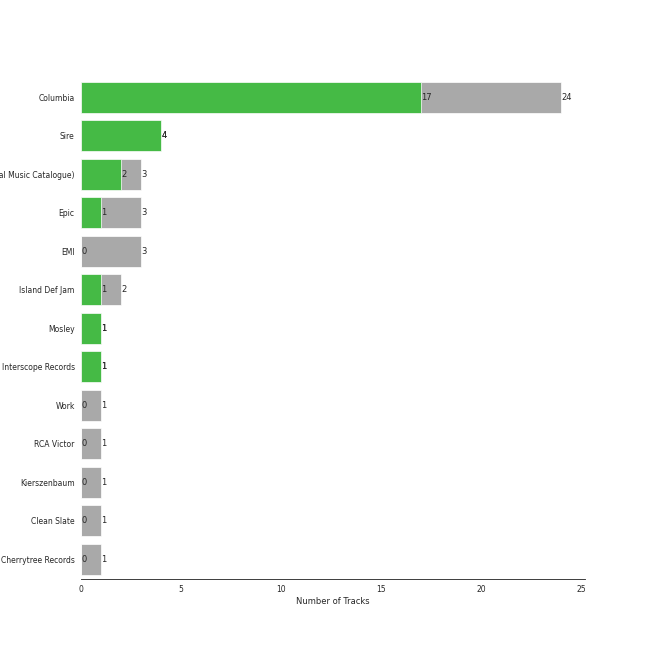 Columbia 17 24
Sire 4
al Music Catalogue) 2 3
Epic 1 3
EMI 0 3
Island Def Jam 1 2
Mosley 1
Interscope Records 1
Work 0 1
RCA Victor 0 1
Kierszenbaum 0 1
Clean Slate 0 1
Cherrytree Records 0 1
0 5 10 15 20 25
Number of Tracks